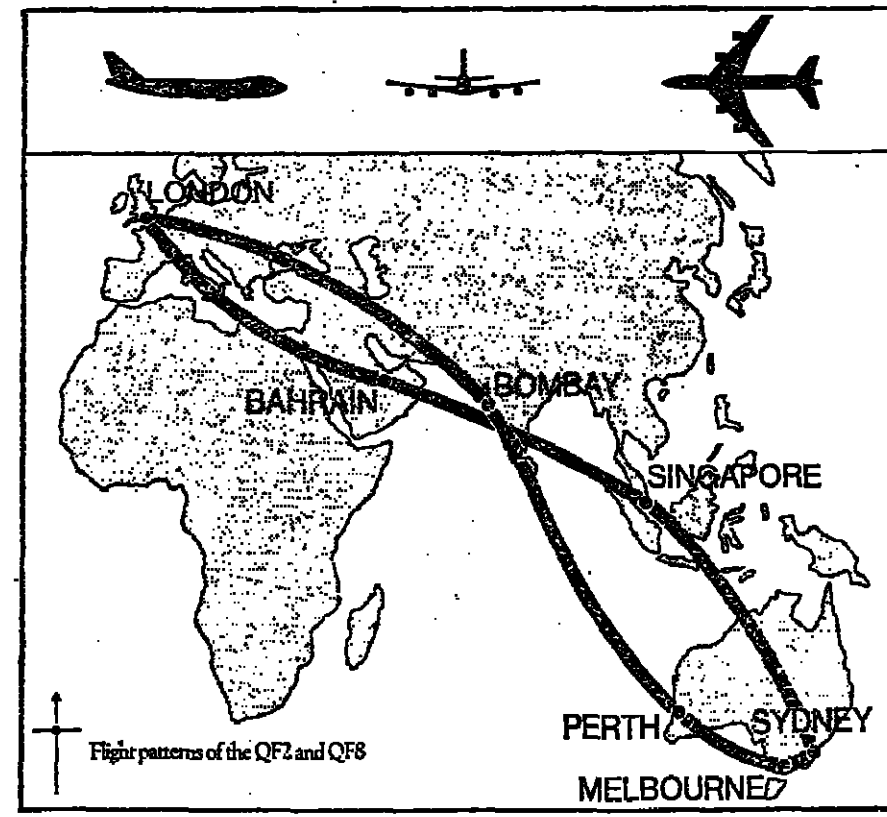 LONDON
BOMBAY
BAHRAIN
SINGAPORE
PERTH
SYDNEY
Flight patterns of the QF2 and QF8
MELBOURNE